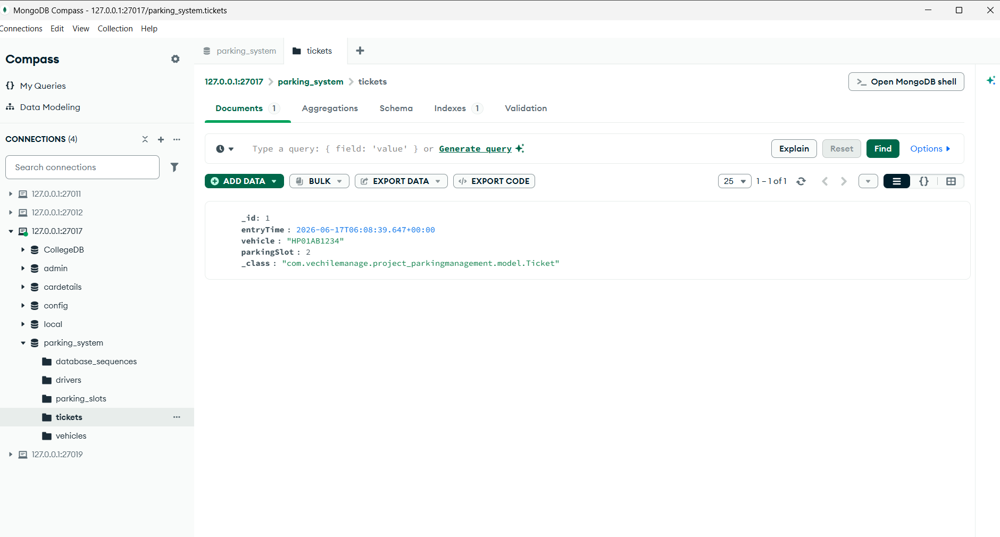 MongoDB Compass - 127.0.0.1:27017/parking_system.tickets
Connections Edit View Collection Help
Compass
{} My Queries
Data Modeling
CONNECTIONS (4)
Search connections
127.0.0.1:27011
127.0.0.1:27012
127.0.0.1:27017
CollegeDB
admin
cardetails
config
local
parking_system
database_sequences
drivers
parking_slots
tickets
vehicles
127.0.0.1:27019
parking_system
tickets
127.0.0.1:27017 > parking_system > tickets
>_ Open MongoDB shell
Documents 1 Aggregations Schema Indexes 1 Validation
Type a query: { field: 'value' } or Generate query
Explain Reset Find Options
ADD DATA BULK EXPORT DATA </> EXPORT CODE
25 1 – 1 of 1 {}
_id: 1
entryTime : 2026-06-17T06:08:39.647+00:00
vehicle : "HP01AB1234"
parkingSlot : 2
_class : "com.vechilemanage.project_parkingmanagement.model.Ticket"